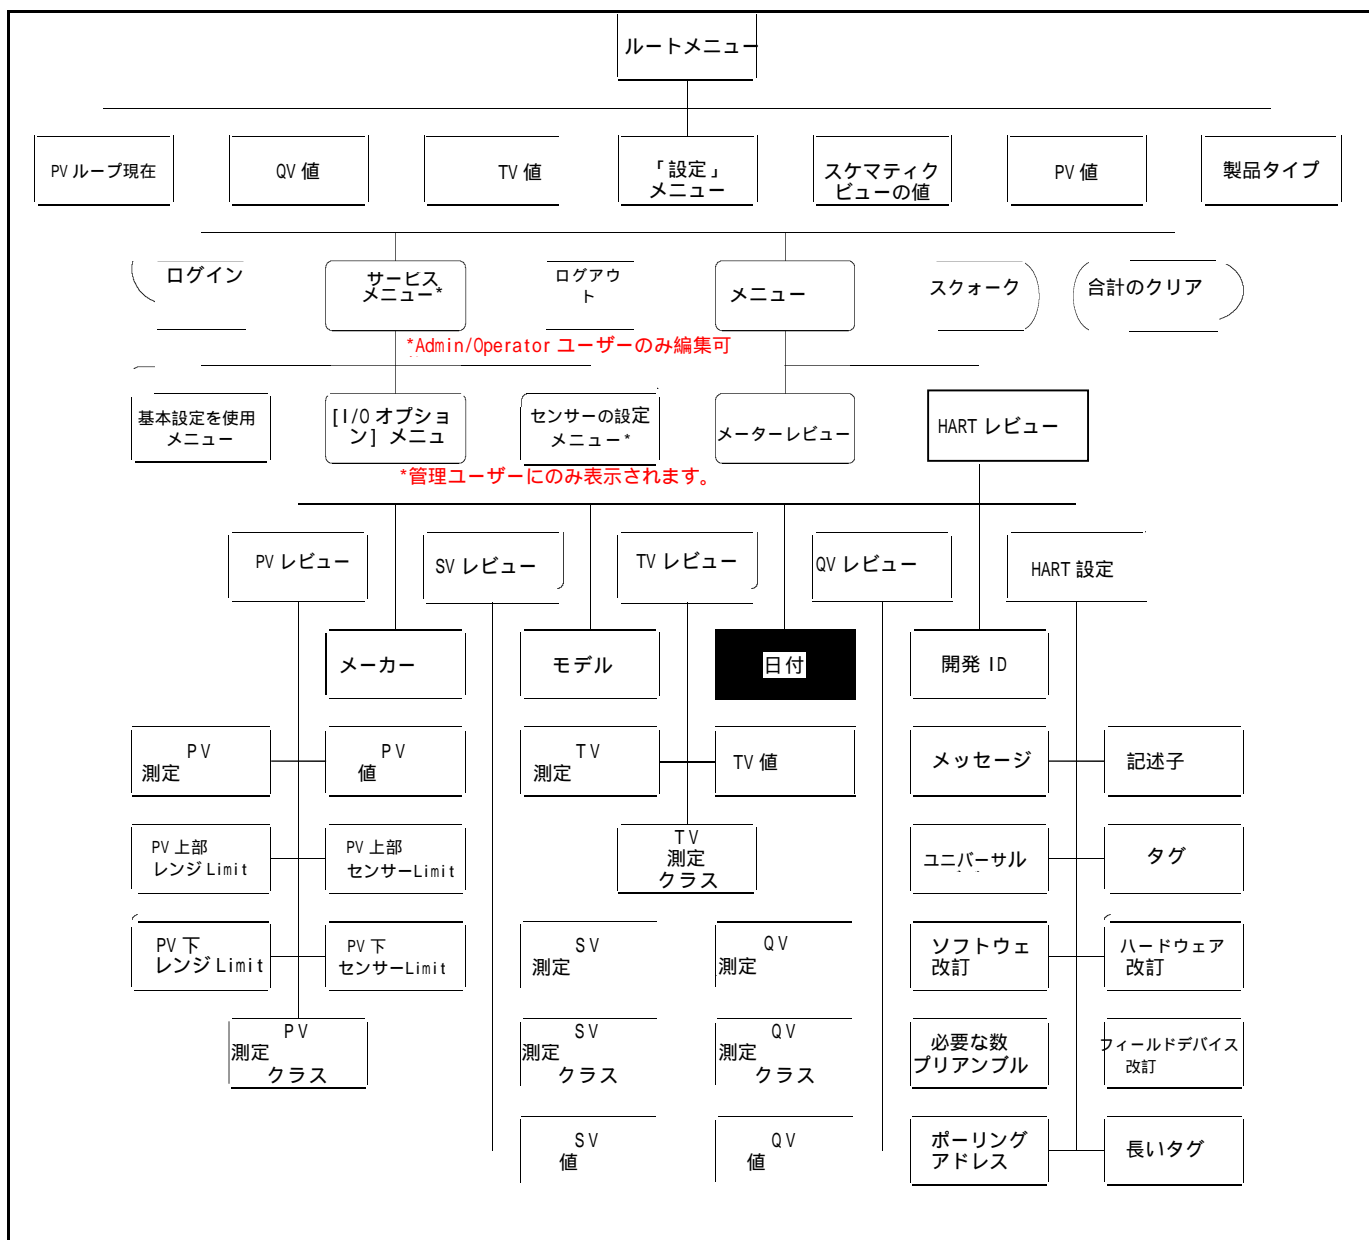 ルートメニュー
PV ループ現在
QV 値
TV 値
「設定」
メニュー
スケマティク
ビューの値
PV 値
製品タイプ
ログイン
サービス
メニュー*
ログアウ
ト
メニュー
スクォーク
合計のクリア
*Admin/Operator ユーザーのみ編集可
基本設定を使用
メニュー
[I/O オプショ
ン] メニュ
センサーの設定
メニュー*
メーターレビュー
HART レビュー
*管理ユーザーにのみ表示されます。
PV レビュー
SV レビュー
TV レビュー
QV レビュー
HART 設定
メーカー
モデル
日付
開発 ID
PV
測定
PV
値
TV
測定
TV 値
メッセージ
記述子
PV 上部
レンジ Limit
PV 上部
センサーLimit
TV
測定
クラス
ユニバーサル
タグ
PV 下
レンジ Limit
PV 下
センサーLimit
SV
測定
QV
測定
ソフトウェ
改訂
ハードウェア
改訂
PV
測定
クラス
SV
測定
クラス
QV
測定
クラス
必要な数
プリアンブル
フィールドデバイス
改訂
SV
値
QV
値
ポーリング
アドレス
長いタグ